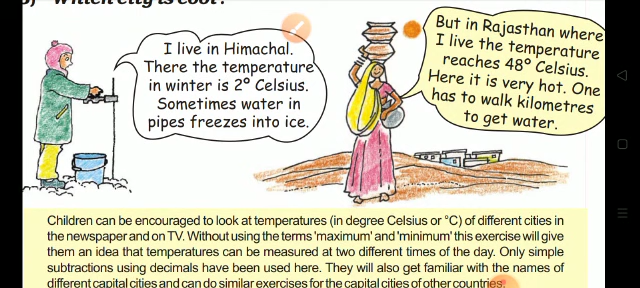 Which city is cool?
I live in Himachal.
There the temperature
in winter is 2° Celsius.
Sometimes water in
pipes freezes into ice.
But in Rajasthan where
I live the temperature
reaches 48° Celsius.
Here it is very hot. One
has to walk kilometres
to get water.
Children can be encouraged to look at temperatures (in degree Celsius or °C) of different cities in
the newspaper and on TV. Without using the terms 'maximum' and 'minimum' this exercise will give
them an idea that temperatures can be measured at two different times of the day. Only simple
subtractions using decimals have been used here. They will also get familiar with the names of
different capital cities and can do similar exercises for the capital cities of other countries.